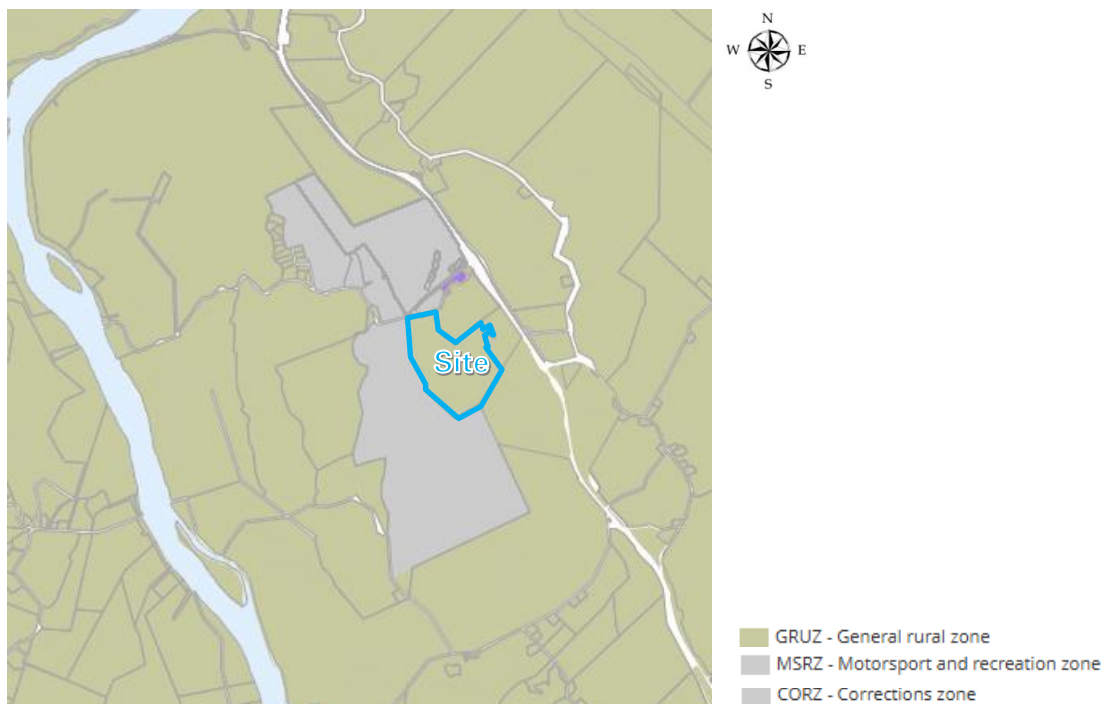 N
W E
S
Site
GRUZ - General rural zone
MSRZ - Motorsport and recreation zone
CORZ - Corrections zone